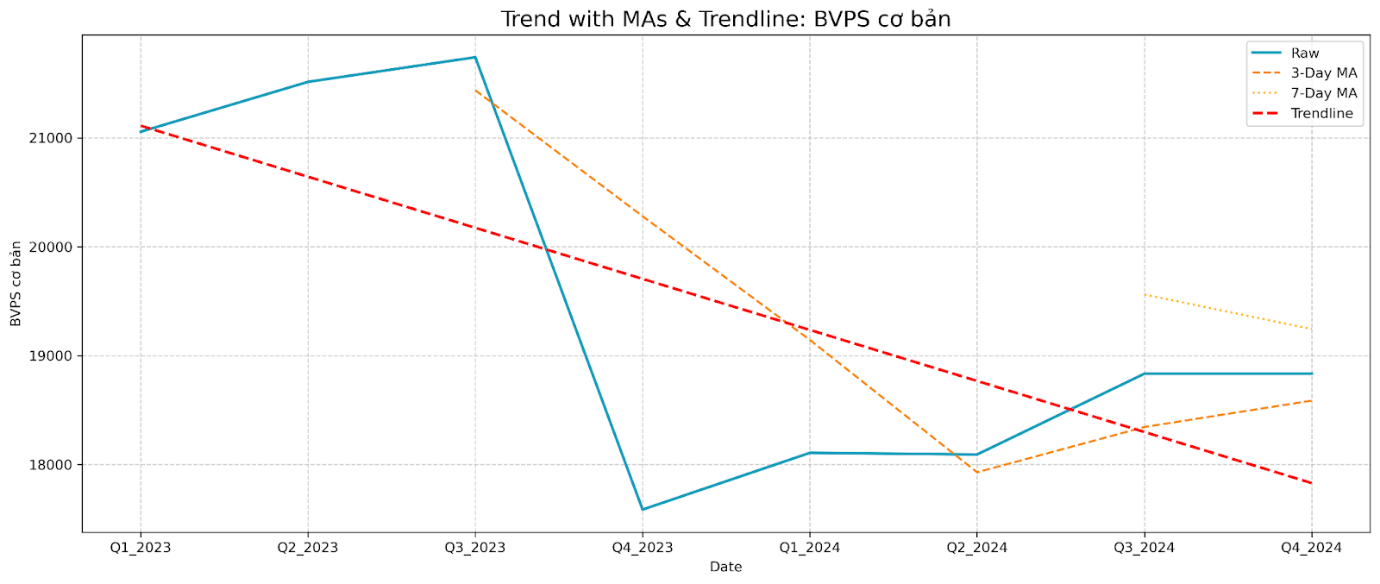 Trend with MAs & Trendline: BVPS cơ bản
Raw
3-Day MA
7-Day MA
Trendline
21000
20000
19000
18000
BVPS cơ bản
Q1_2023
Q2_2023
Q3_2023
Q4_2023
Q1_2024
Q2_2024
Q3_2024
Q4_2024
Date